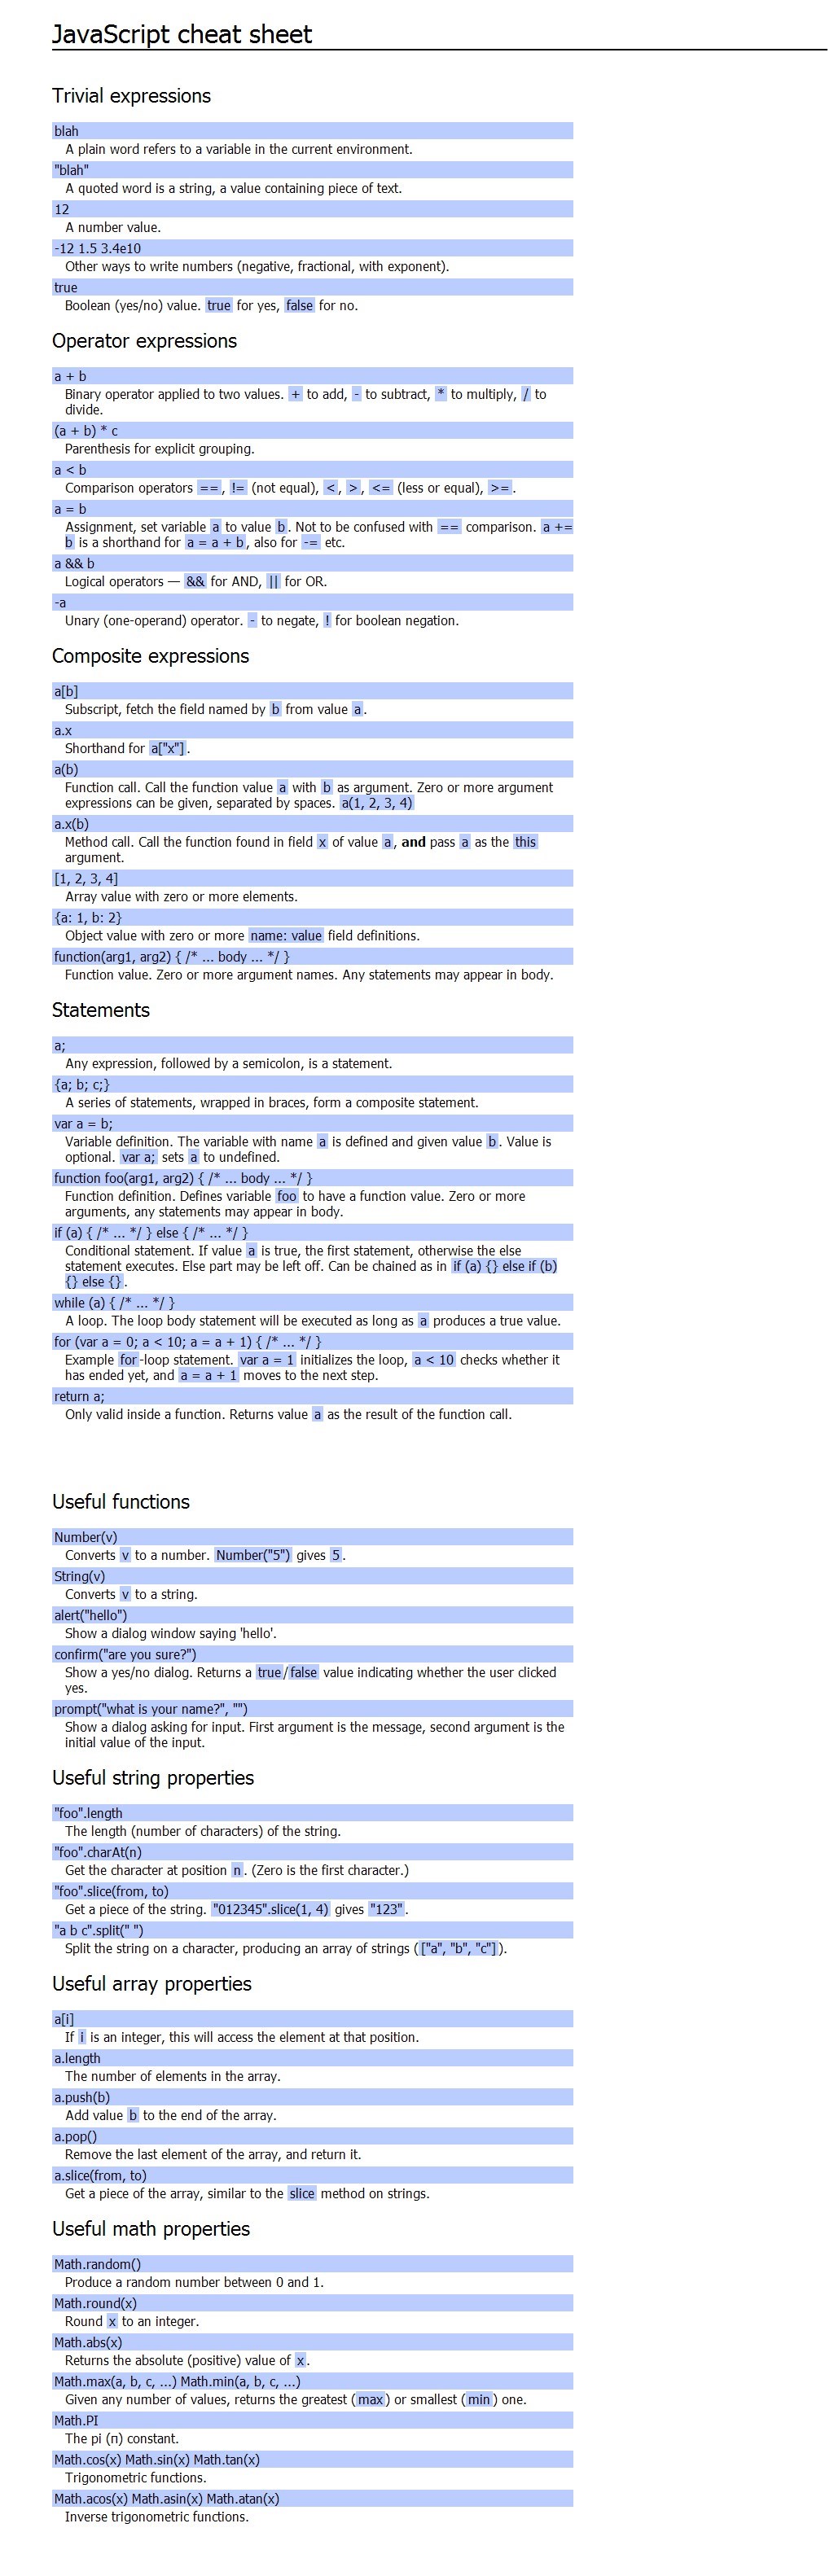 JavaScript cheat sheet
Trivial expressions
blah
A plain word refers to a variable in the current environment.
"blah"
A quoted word is a string, a value containing piece of text.
12
A number value.
-12 1.5 3.4e10
Other ways to write numbers (negative, fractional, with exponent).
true
Boolean (yes/no) value. true for yes, false for no.
Operator expressions
a + b
Binary operator applied to two values. + to add, - to subtract, * to multiply, / to
divide.
(a + b) * c
Parenthesis for explicit grouping.
a < b
Comparison operators ==, != (not equal), <, >, <= (less or equal), >=.
a = b
Assignment, set variable a to value b. Not to be confused with == comparison. a +=
b is a shorthand for a = a + b, also for -= etc.
a && b
Logical operators — && for AND, || for OR.
-a
Unary (one-operand) operator. - to negate, ! for boolean negation.
Composite expressions
a[b]
Subscript, fetch the field named by b from value a.
a.x
Shorthand for a["x"].
a(b)
Function call. Call the function value a with b as argument. Zero or more argument
expressions can be given, separated by spaces. a(1, 2, 3, 4)
a.x(b)
Method call. Call the function found in field x of value a, and pass a as the this
argument.
[1, 2, 3, 4]
Array value with zero or more elements.
{a: 1, b: 2}
Object value with zero or more name: value field definitions.
function(arg1, arg2) { /* ... body ... */ }
Function value. Zero or more argument names. Any statements may appear in body.
Statements
a;
Any expression, followed by a semicolon, is a statement.
{a; b; c;}
A series of statements, wrapped in braces, form a composite statement.
var a = b;
Variable definition. The variable with name a is defined and given value b. Value is
optional. var a; sets a to undefined.
function foo(arg1, arg2) { /* ... body ... */ }
Function definition. Defines variable foo to have a function value. Zero or more
arguments, any statements may appear in body.
if (a) { /* ... */ } else { /* ... */ }
Conditional statement. If value a is true, the first statement, otherwise the else
statement executes. Else part may be left off. Can be chained as in if (a) {} else if (b)
{} else {}.
while (a) { /* ... */ }
A loop. The loop body statement will be executed as long as a produces a true value.
for (var a = 0; a < 10; a = a + 1) { /* ... */ }
Example for-loop statement. var a = 1 initializes the loop, a < 10 checks whether it
has ended yet, and a = a + 1 moves to the next step.
return a;
Only valid inside a function. Returns value a as the result of the function call.
Useful functions
Number(v)
Converts v to a number. Number("5") gives 5.
String(v)
Converts v to a string.
alert("hello")
Show a dialog window saying 'hello'.
confirm("are you sure?")
Show a yes/no dialog. Returns a true/false value indicating whether the user clicked
yes.
prompt("what is your name?", "")
Show a dialog asking for input. First argument is the message, second argument is the
initial value of the input.
Useful string properties
"foo".length
The length (number of characters) of the string.
"foo".charAt(n)
Get the character at position n. (Zero is the first character.)
"foo".slice(from, to)
Get a piece of the string. "012345".slice(1, 4) gives "123".
"a b c".split(" ")
Split the string on a character, producing an array of strings (["a", "b", "c"]).
Useful array properties
a[i]
If i is an integer, this will access the element at that position.
a.length
The number of elements in the array.
a.push(b)
Add value b to the end of the array.
a.pop()
Remove the last element of the array, and return it.
a.slice(from, to)
Get a piece of the array, similar to the slice method on strings.
Useful math properties
Math.random()
Produce a random number between 0 and 1.
Math.round(x)
Round x to an integer.
Math.abs(x)
Returns the absolute (positive) value of x.
Math.max(a, b, c, ...) Math.min(a, b, c, ...)
Given any number of values, returns the greatest (max) or smallest (min) one.
Math.PI
The pi (п) constant.
Math.cos(x) Math.sin(x) Math.tan(x)
Trigonometric functions.
Math.acos(x) Math.asin(x) Math.atan(x)
Inverse trigonometric functions.